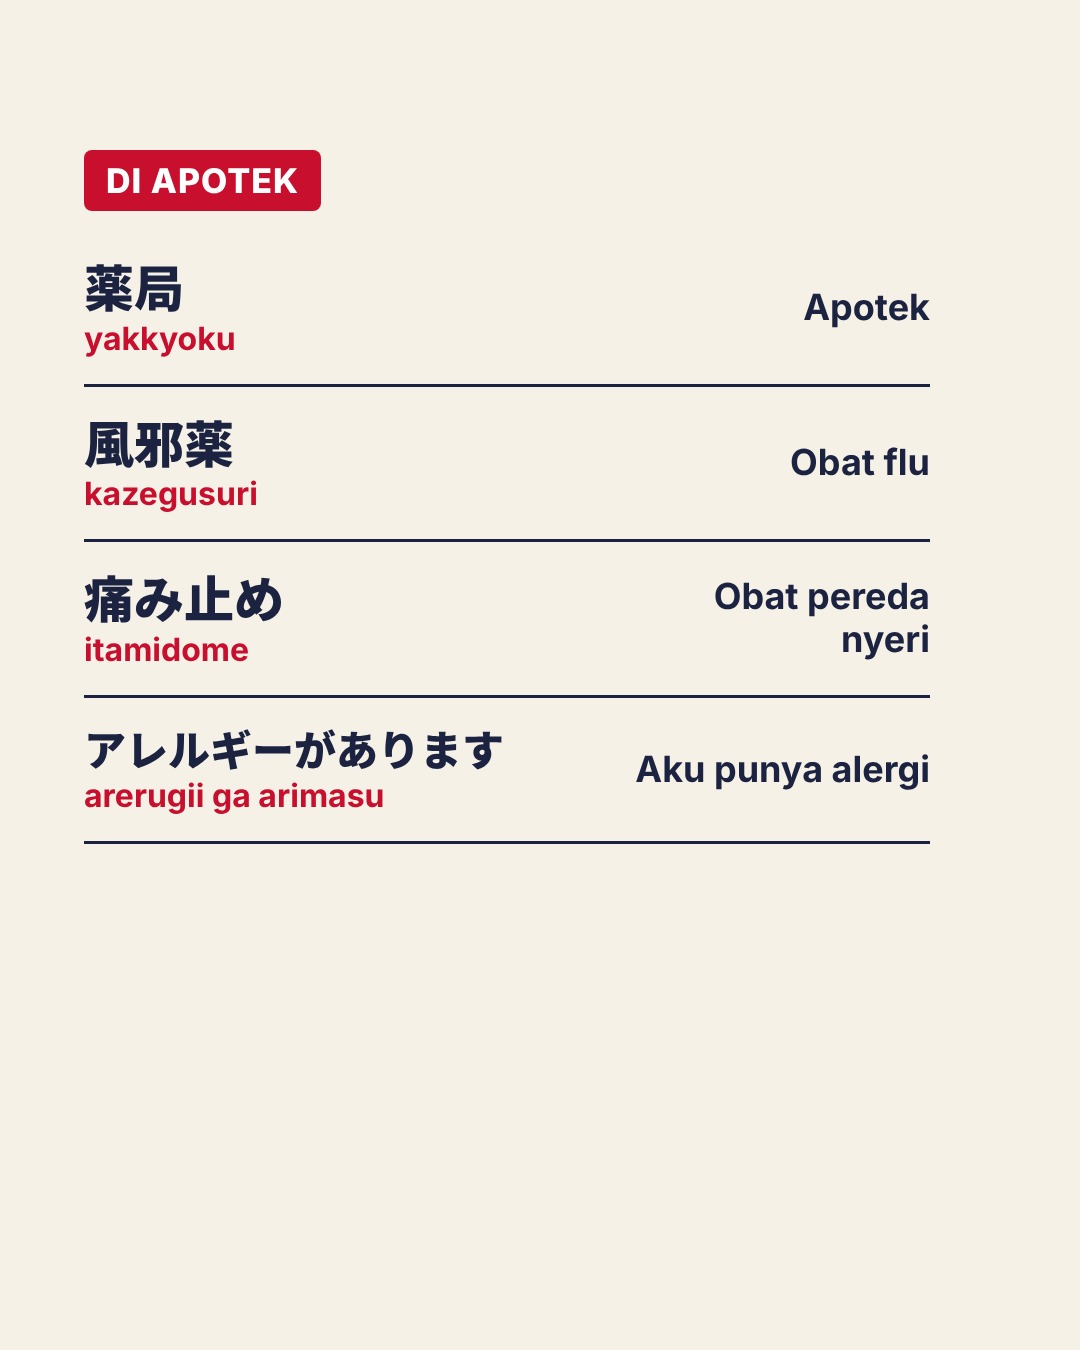 DI APOTEK
薬局
yakkyoku
Apotek
風邪薬
kazegusuri
Obat flu
痛み止め
itamidome
Obat pereda
nyeri
アレルギーがあります
arerugii ga arimasu
Aku punya alergi